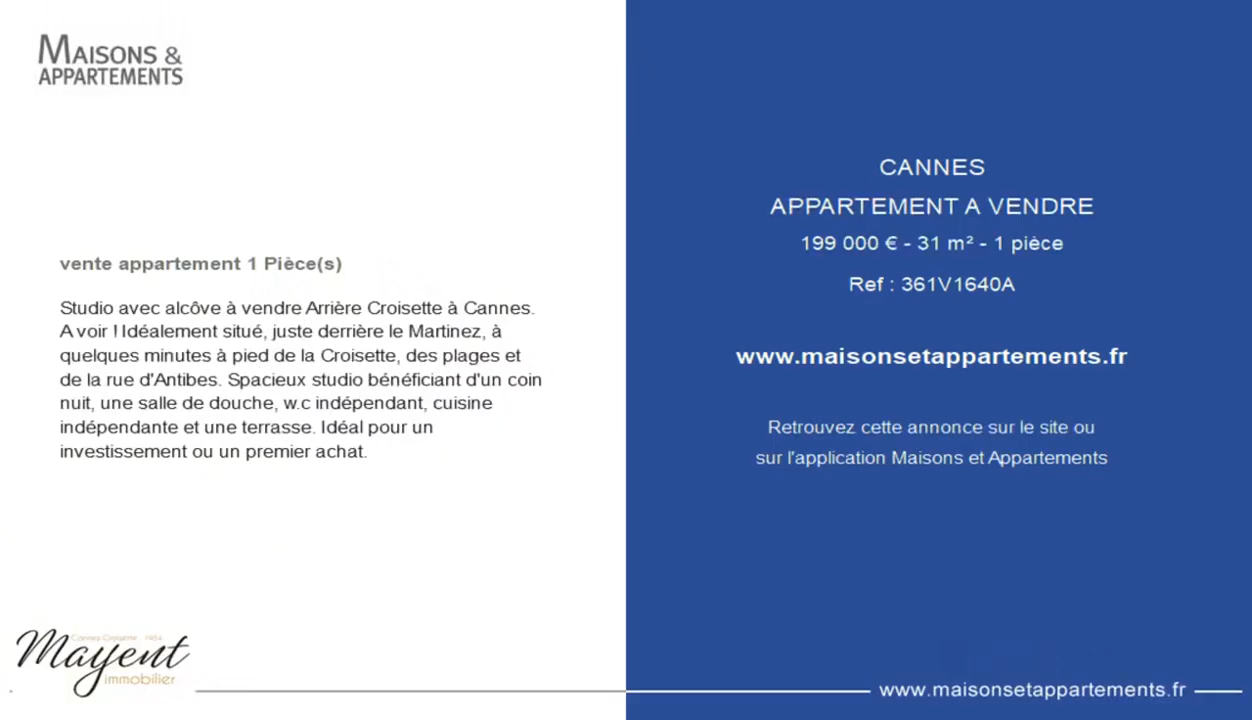 MAISONS &
APPARTEMENTS
vente appartement 1 Pièce(s)
Studio avec alcôve à vendre Arrière Croisette à Cannes.
A voir ! Idéalement situé, juste derrière le Martinez, à
quelques minutes à pied de la Croisette, des plages et
de la rue d'Antibes. Spacieux studio bénéficiant d'un coin
nuit, une salle de douche, w.c indépendant, cuisine
indépendante et une terrasse. Idéal pour un
investissement ou un premier achat.
Cannes Croisette 1954
Mayent
immobilier
CANNES
APPARTEMENT A VENDRE
199 000 € - 31 m² - 1 pièce
Ref : 361V1640A
www.maisonsetappartements.fr
Retrouvez cette annonce sur le site ou
sur l'application Maisons et Appartements
www.maisonsetappartements.fr